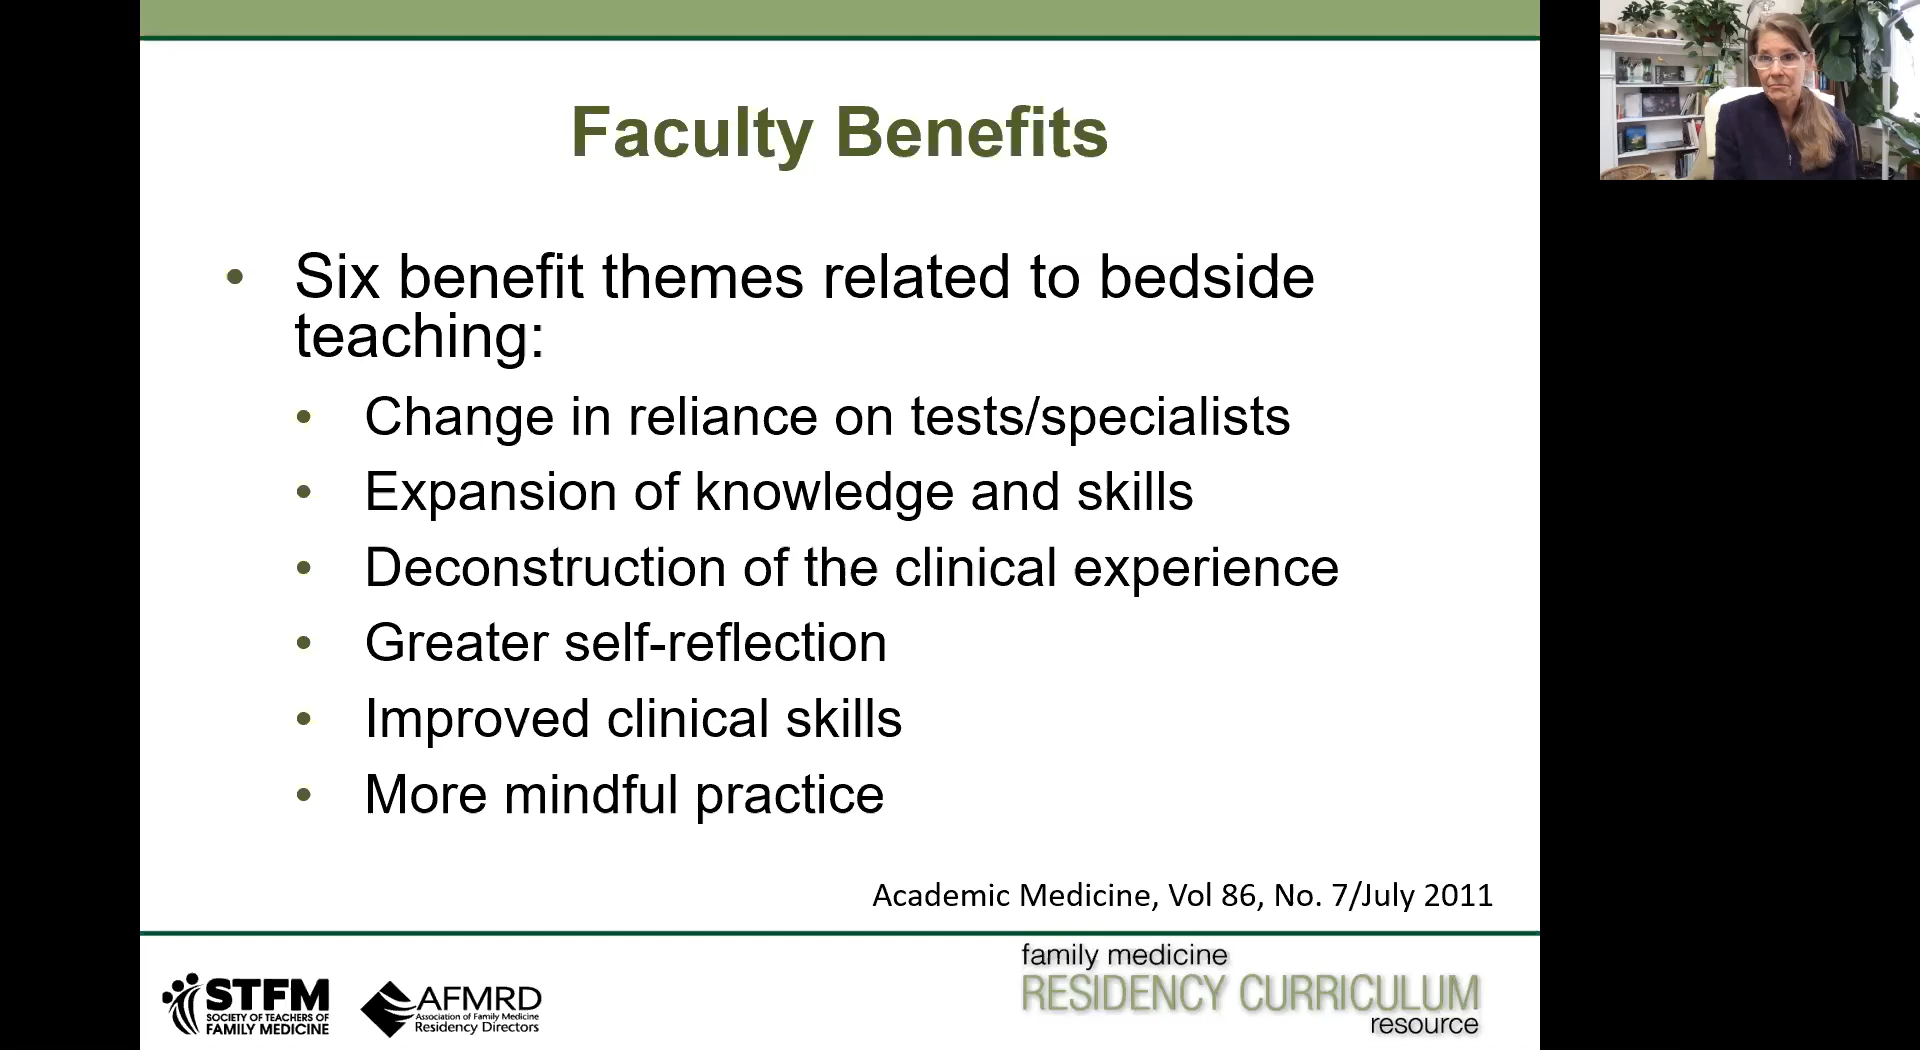 Faculty Benefits
• Six benefit themes related to bedside
teaching:
• Change in reliance on tests/specialists
• Expansion of knowledge and skills
• Deconstruction of the clinical experience
• Greater self-reflection
• Improved clinical skills
• More mindful practice
Academic Medicine, Vol 86, No. 7/July 2011
STFM
SOCIETY OF TEACHERS OF
FAMILY MEDICINE
AFMRD
Association of Family Medicine
Residency Directors
family medicine
RESIDENCY CURRICULUM
resource